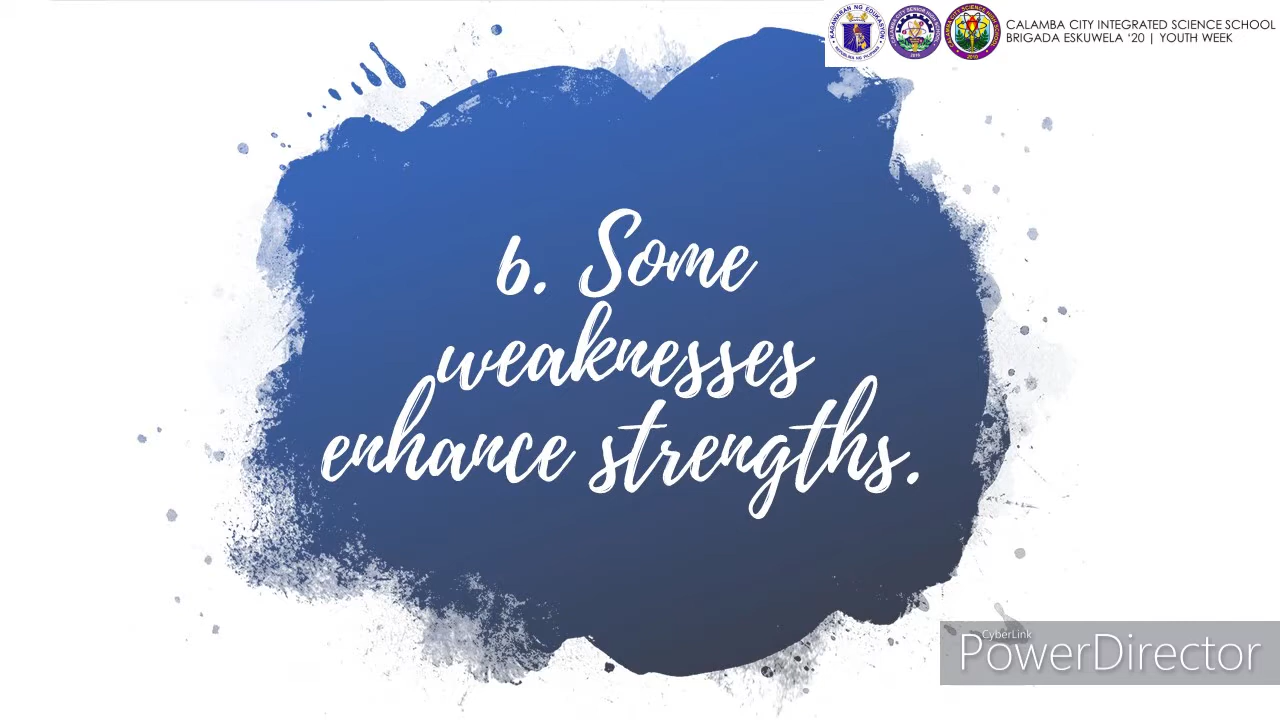 CALAMBA CITY INTEGRATED SCIENCE SCHOOL
BRIGADA ESKUWELA '20 | YOUTH WEEK
6. Some
weaknesses
enhance strengths.
CyberLink
PowerDirector